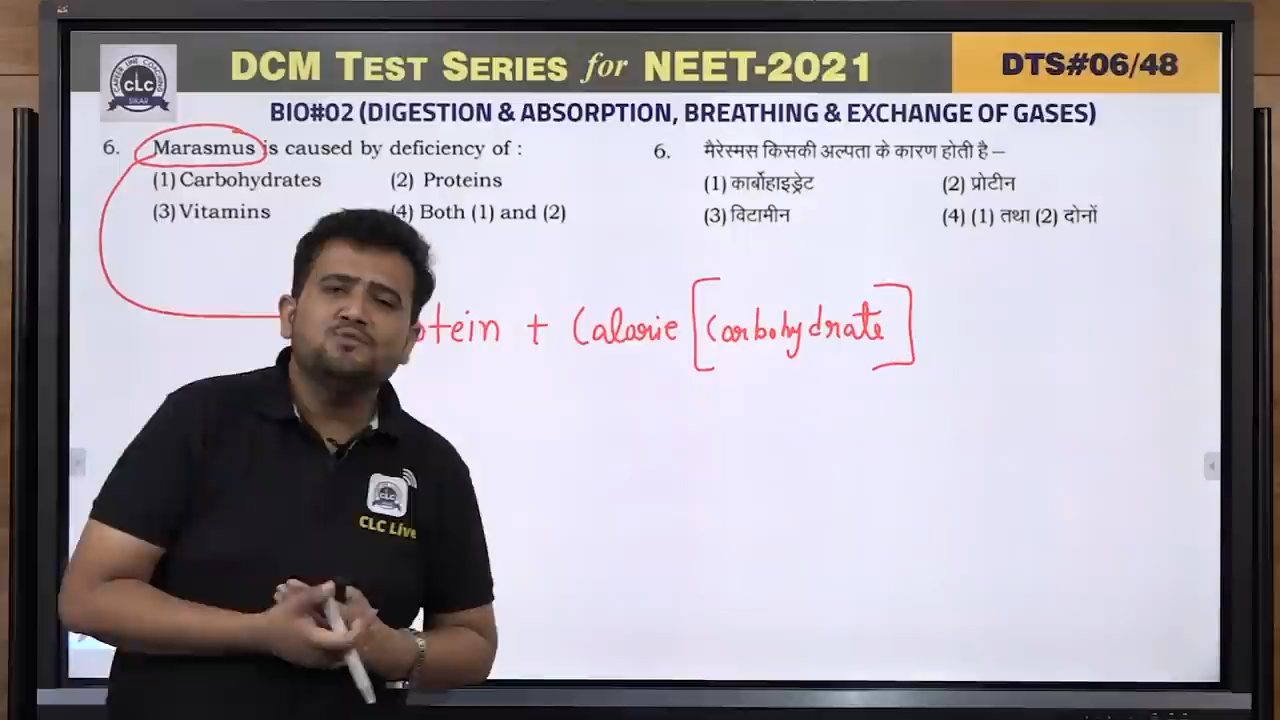 DCM TEST SERIES for NEET-2021
DTS#06/48
CLC
SIKAR
BIO#02 (DIGESTION & ABSORPTION, BREATHING & EXCHANGE OF GASES)
6. Marasmus is caused by deficiency of :
(1) Carbohydrates (2) Proteins
(3) Vitamins (4) Both (1) and (2)
6. मैरेस्मस किसकी अल्पता के कारण होती है –
(1) कार्बोहाइड्रेट (2) प्रोटीन
(3) विटामीन (4) (1) तथा (2) दोनों
otein + Calorie [Carbohydrate]
CLC Live